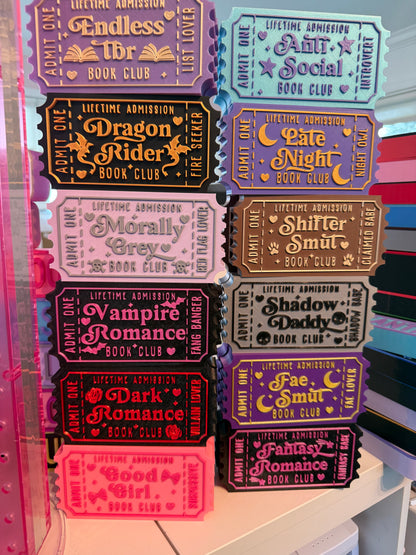 LIFETIME ADMISSION
ADMIT ONE
Endless
tbr
BOOK CLUB
LIST LOVER
LIFETIME ADMISSION
ADMIT ONE
Dragon
Rider
BOOK CLUB
FIRE SEEKER
LIFETIME ADMISSION
ADMIT ONE
Morally
Grey
BOOK CLUB
RED FLAG LOVER
LIFETIME ADMISSION
ADMIT ONE
Vampire
Romance
BOOK CLUB
FANG BANGER
LIFETIME ADMISSION
ADMIT ONE
Dark
Romance
BOOK CLUB
VILLAIN LOVER
LIFETIME ADMISSION
ADMIT ONE
Good
Girl
BOOK CLUB
SUBMISSIVE
LIFETIME ADMISSION
ADMIT ONE
Anti
Social
BOOK CLUB
INTROVERT
LIFETIME ADMISSION
ADMIT ONE
Late
Night
BOOK CLUB
NIGHT OWL
LIFETIME ADMISSION
ADMIT ONE
Shifter
Smut
BOOK CLUB
CLAIMED BABE
LIFETIME ADMISSION
ADMIT ONE
Shadow
Daddy
BOOK CLUB
SHADOW BABE
LIFETIME ADMISSION
ADMIT ONE
Fae
Smut
BOOK CLUB
FAE LOVER
LIFETIME ADMISSION
ADMIT ONE
Fantasy
Romance
BOOK CLUB
FANTASY BABE